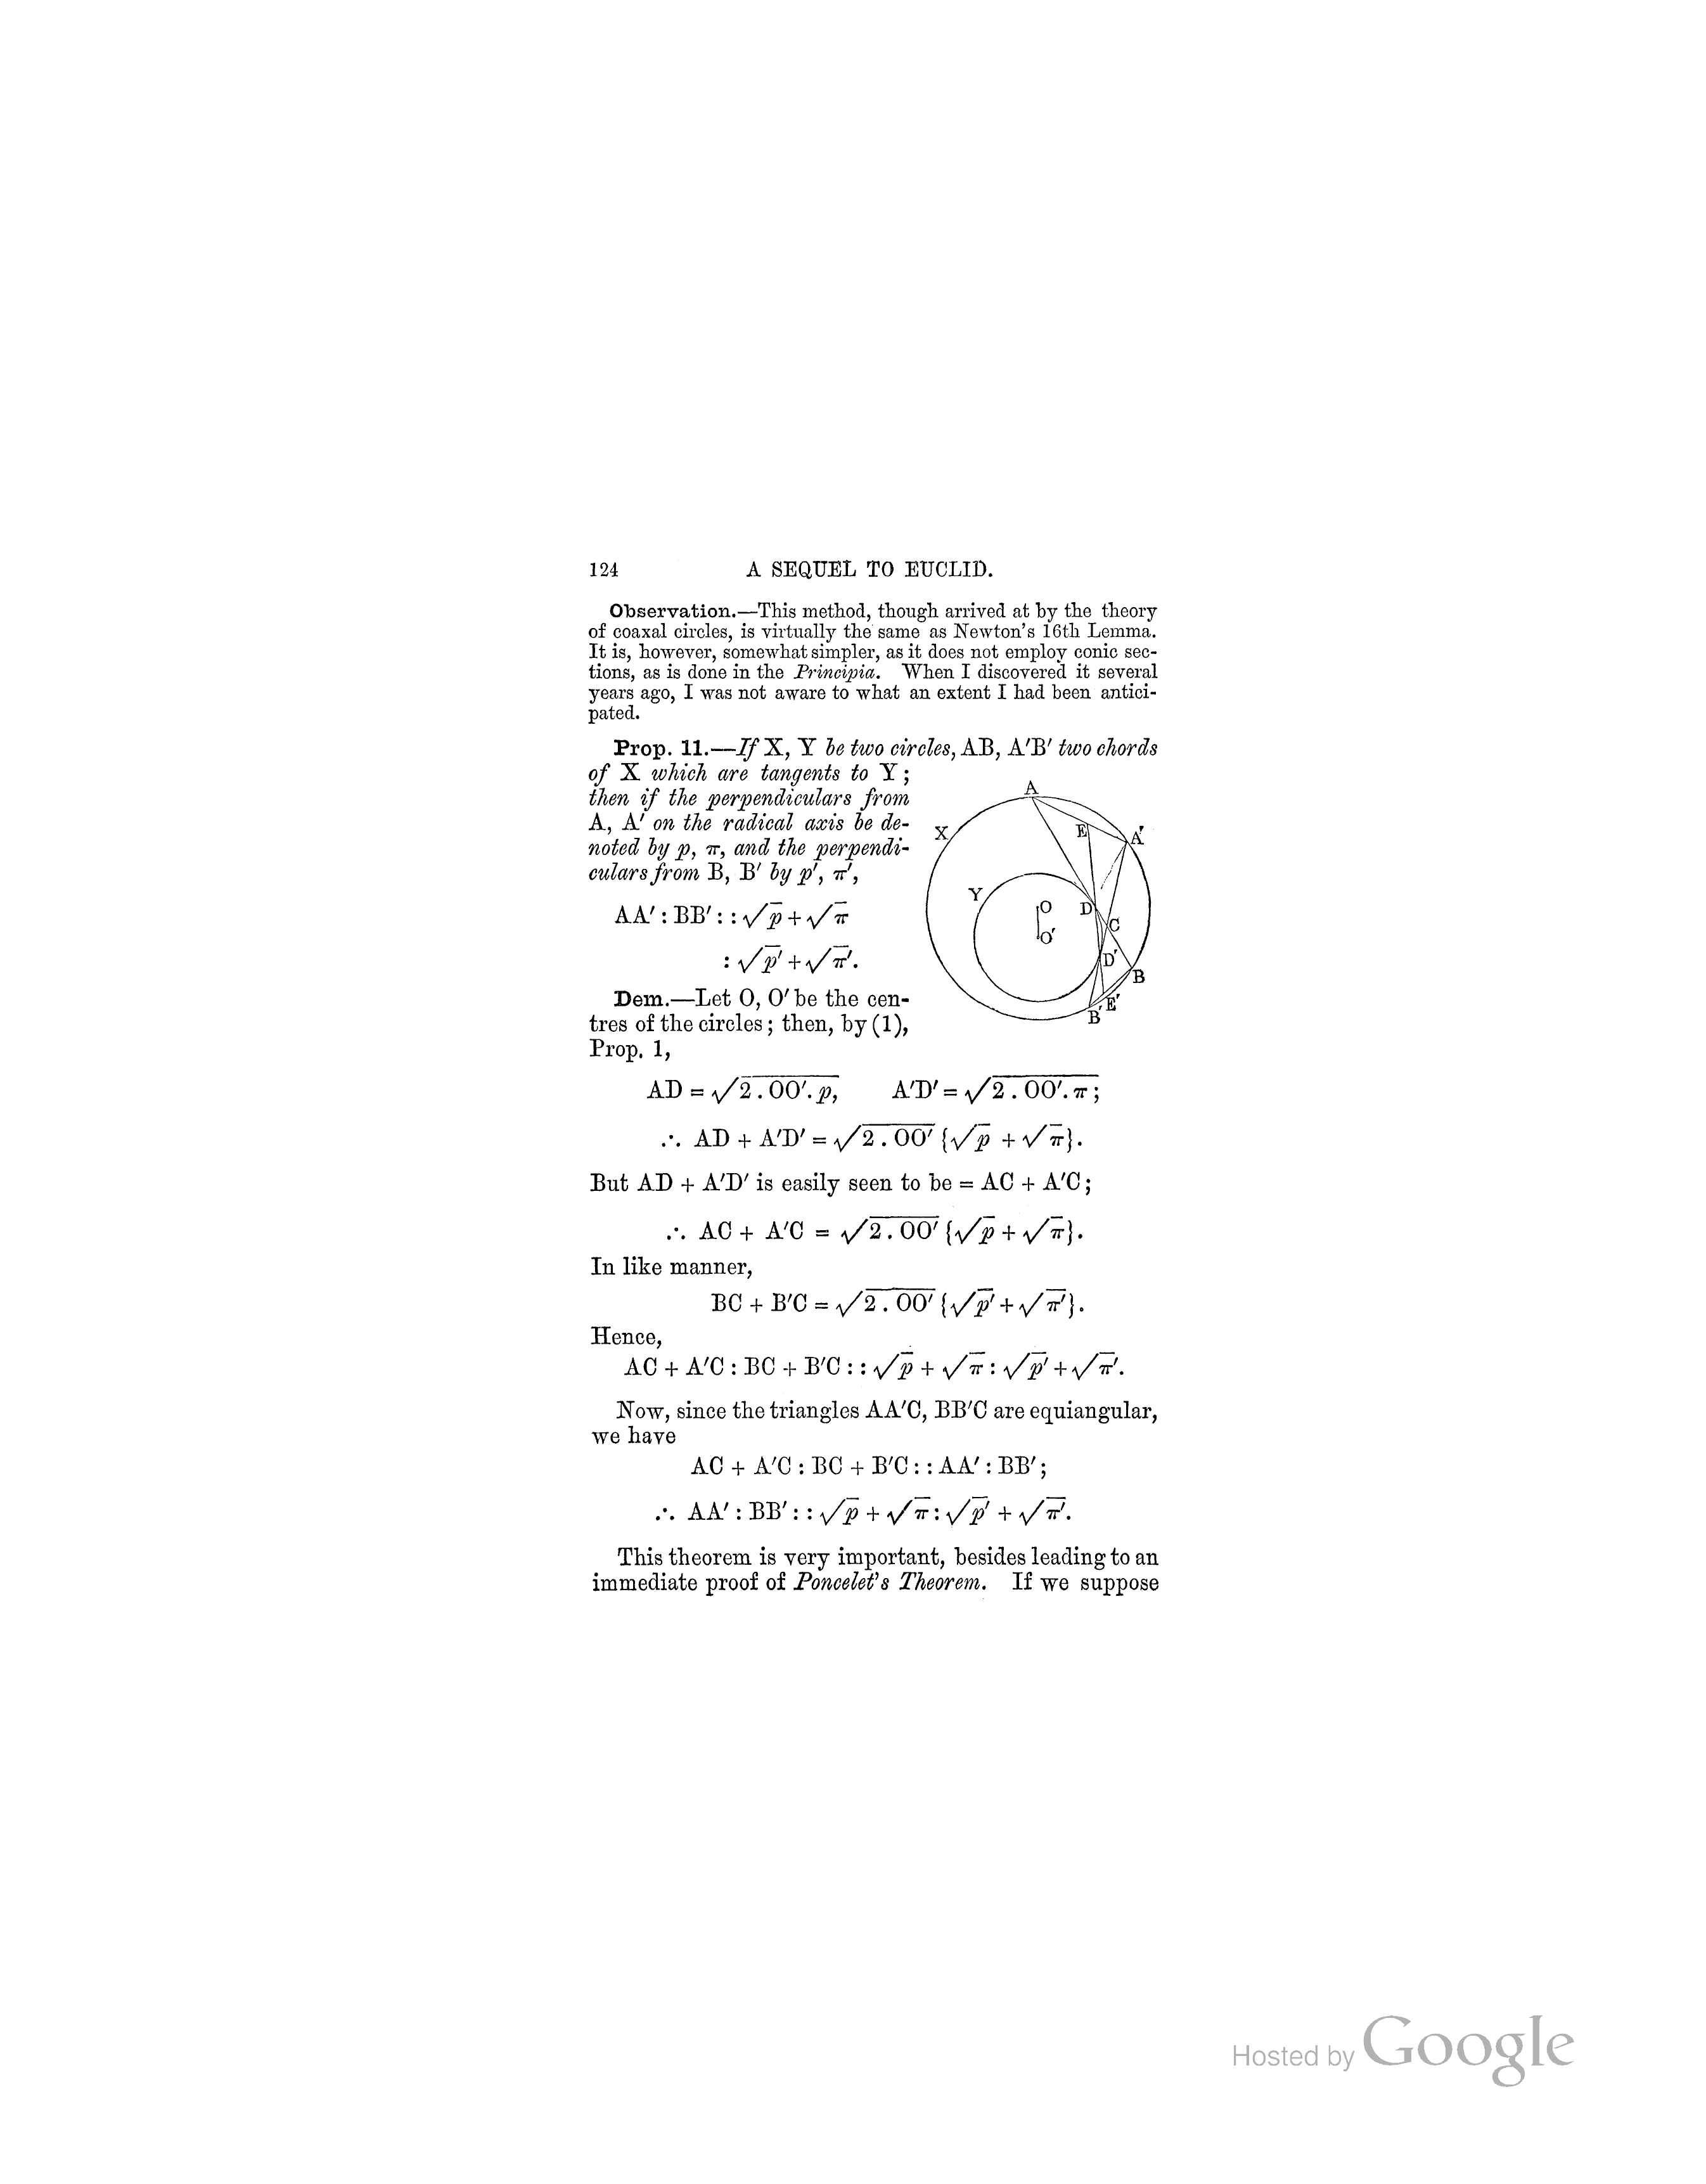 124 A SEQUEL TO EUCLID.
Observation.—This method, though arrived at by the theory
of coaxal circles, is virtually the same as Newton's 16th Lemma.
It is, however, somewhat simpler, as it does not employ conic sec-
tions, as is done in the Principia. When I discovered it several
years ago, I was not aware to what an extent I had been antici-
pated.
Prop. 11.—If X, Y be two circles, AB, A′B′ two chords
of X which are tangents to Y;
then if the perpendiculars from
A, A′ on the radical axis be de-
noted by p, π, and the perpendi-
culars from B, B′ by p′, π′,
AA′ : BB′ : : √p + √π
: √p′ + √π′.
Dem.—Let O, O′ be the cen-
tres of the circles; then, by (1),
Prop. 1,
A
X
E
A′
Y
O
D
C
O′
D′
B
E′
B′
AD = √2 . OO′. p, A′D′ = √2 . OO′. π;
∴ AD + A′D′ = √2 . OO′ {√p + √π}.
But AD + A′D′ is easily seen to be = AC + A′C;
∴ AC + A′C = √2 . OO′ {√p + √π}.
In like manner,
BC + B′C = √2 . OO′ {√p′ + √π′}.
Hence,
AC + A′C : BC + B′C : : √p + √π : √p′ + √π′.
Now, since the triangles AA′C, BB′C are equiangular,
we have
AC + A′C : BC + B′C : : AA′ : BB′;
∴ AA′ : BB′ : : √p + √π : √p′ + √π′.
This theorem is very important, besides leading to an
immediate proof of Poncelet's Theorem. If we suppose
Hosted by Google